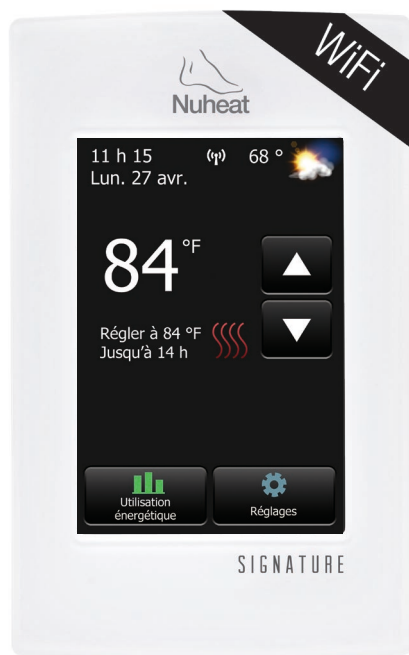 WiFi
Nuheat
11 h 15 68 °
Lun. 27 avr.
84 °F
Régler à 84 °F
Jusqu'à 14 h
Utilisation
énergétique
Réglages
SIGNATURE